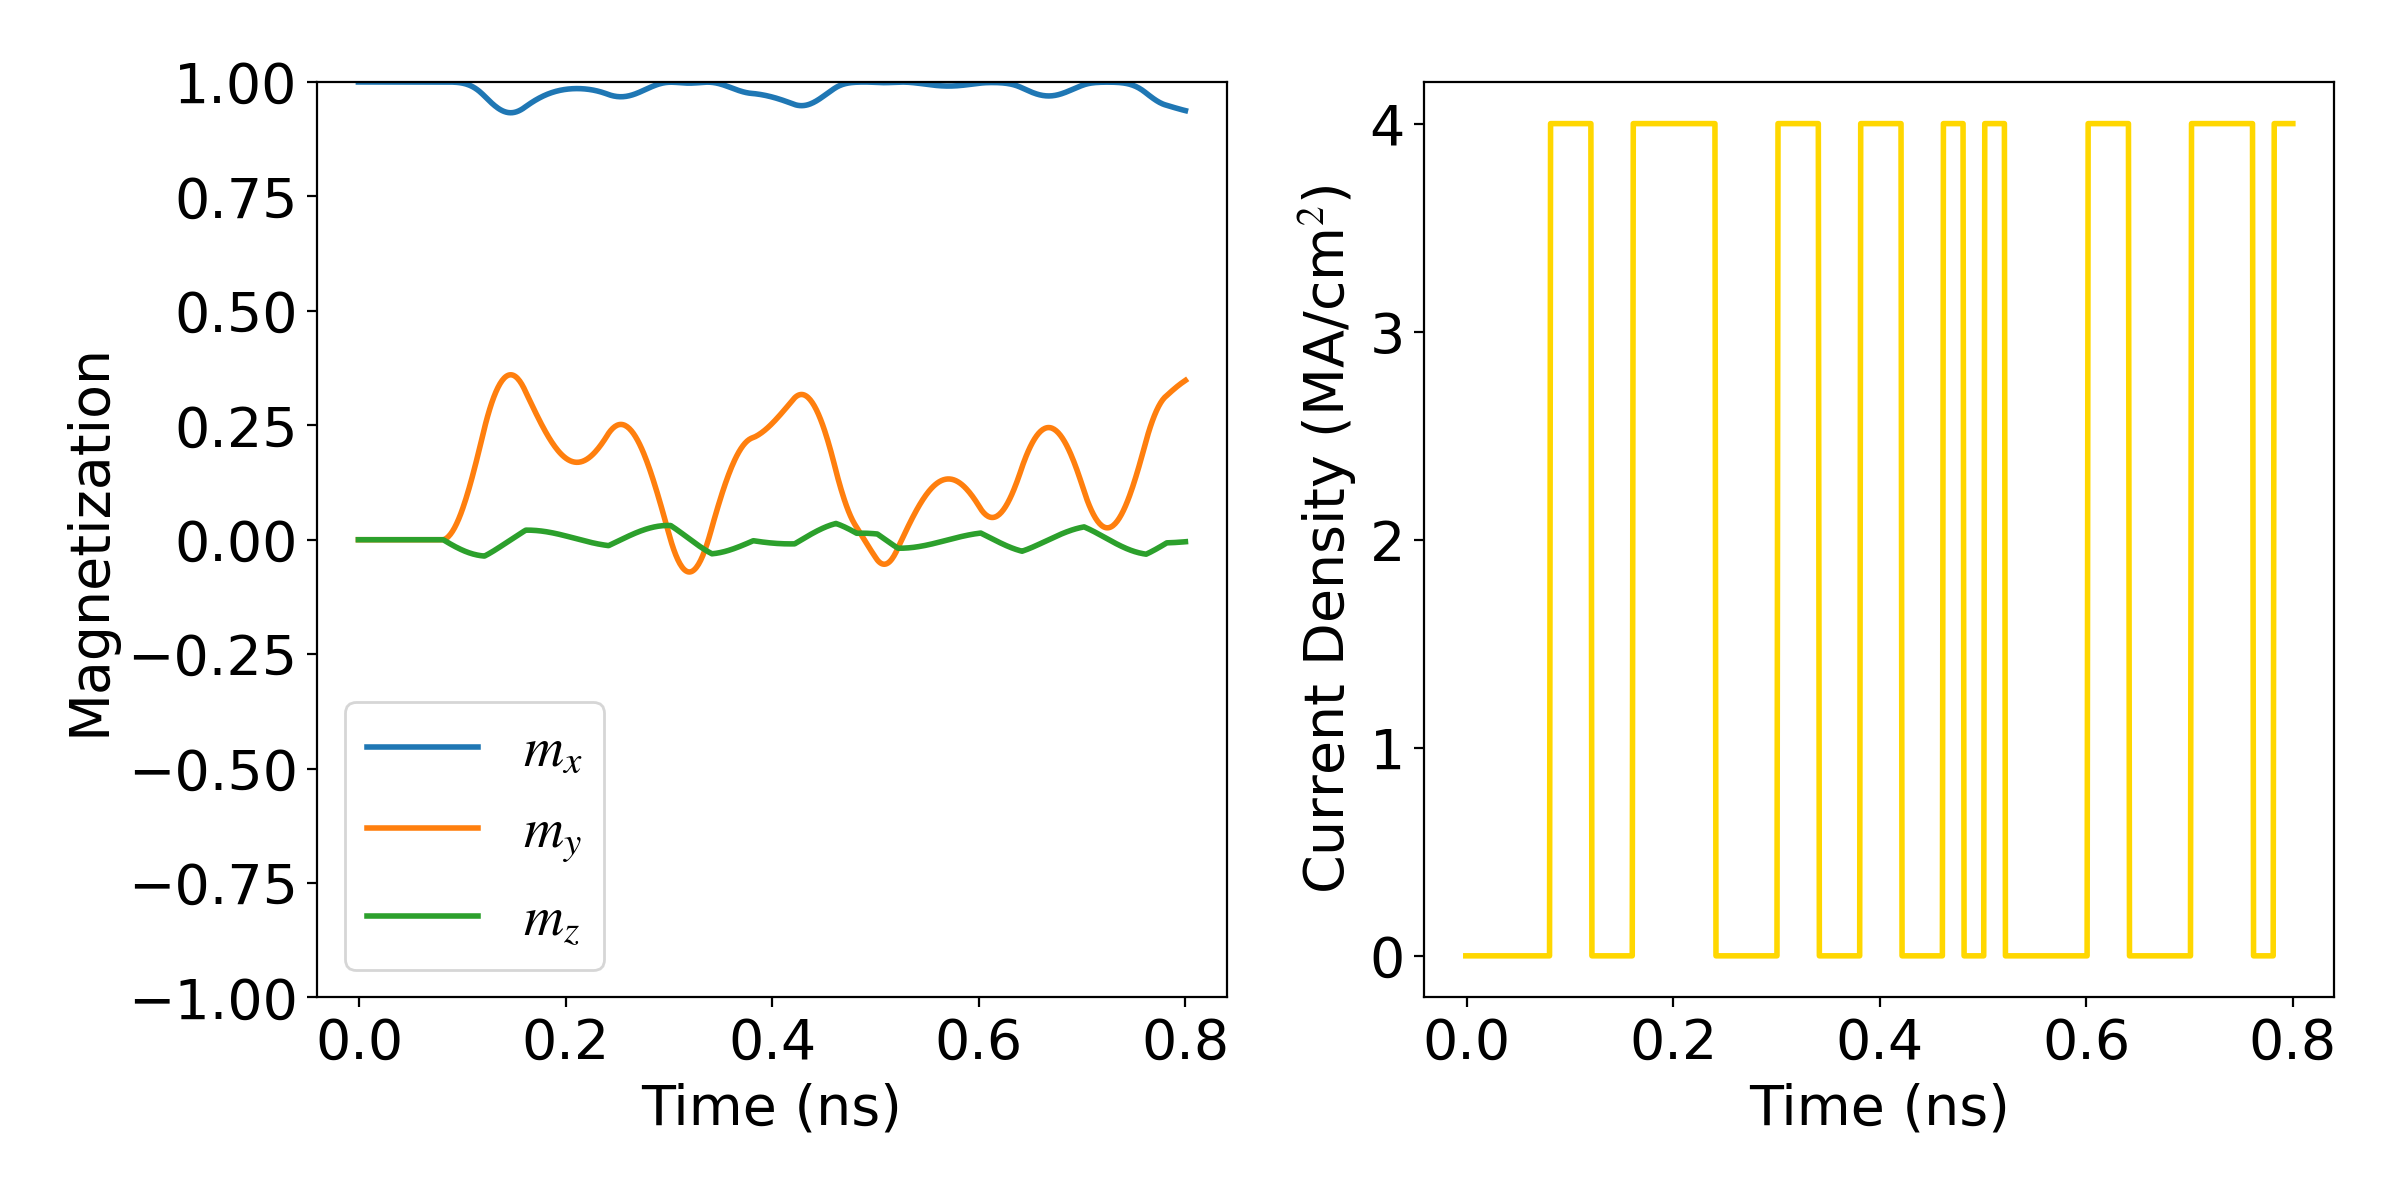 1.00
0.75
0.50
0.25
0.00
−0.25
−0.50
−0.75
−1.00
Magnetization
m_x
m_y
m_z
0.0 0.2 0.4 0.6 0.8
Time (ns)
4
3
2
1
0
Current Density (MA/cm²)
0.0 0.2 0.4 0.6 0.8
Time (ns)